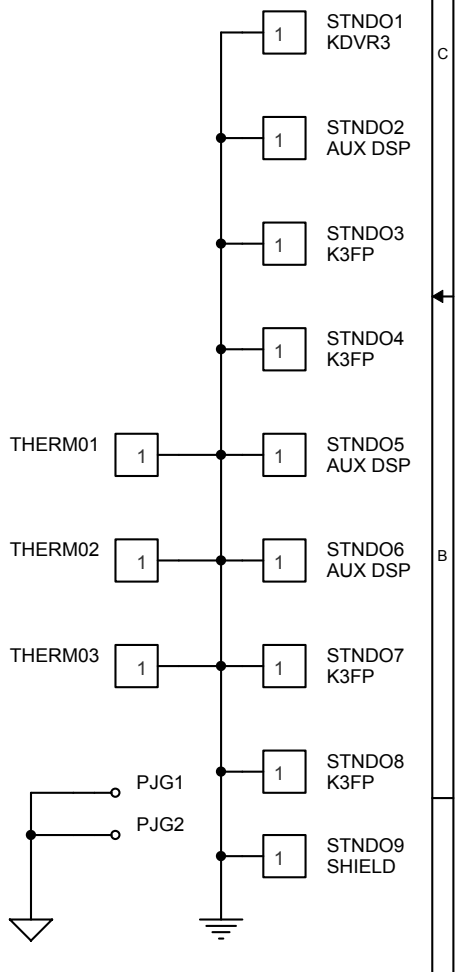 1
STNDO1
KDVR3
C
1
STNDO2
AUX DSP
1
STNDO3
K3FP
1
STNDO4
K3FP
THERM01
1
1
STNDO5
AUX DSP
THERM02
1
1
STNDO6
AUX DSP
B
THERM03
1
1
STNDO7
K3FP
1
STNDO8
K3FP
PJG1
PJG2
1
STNDO9
SHIELD